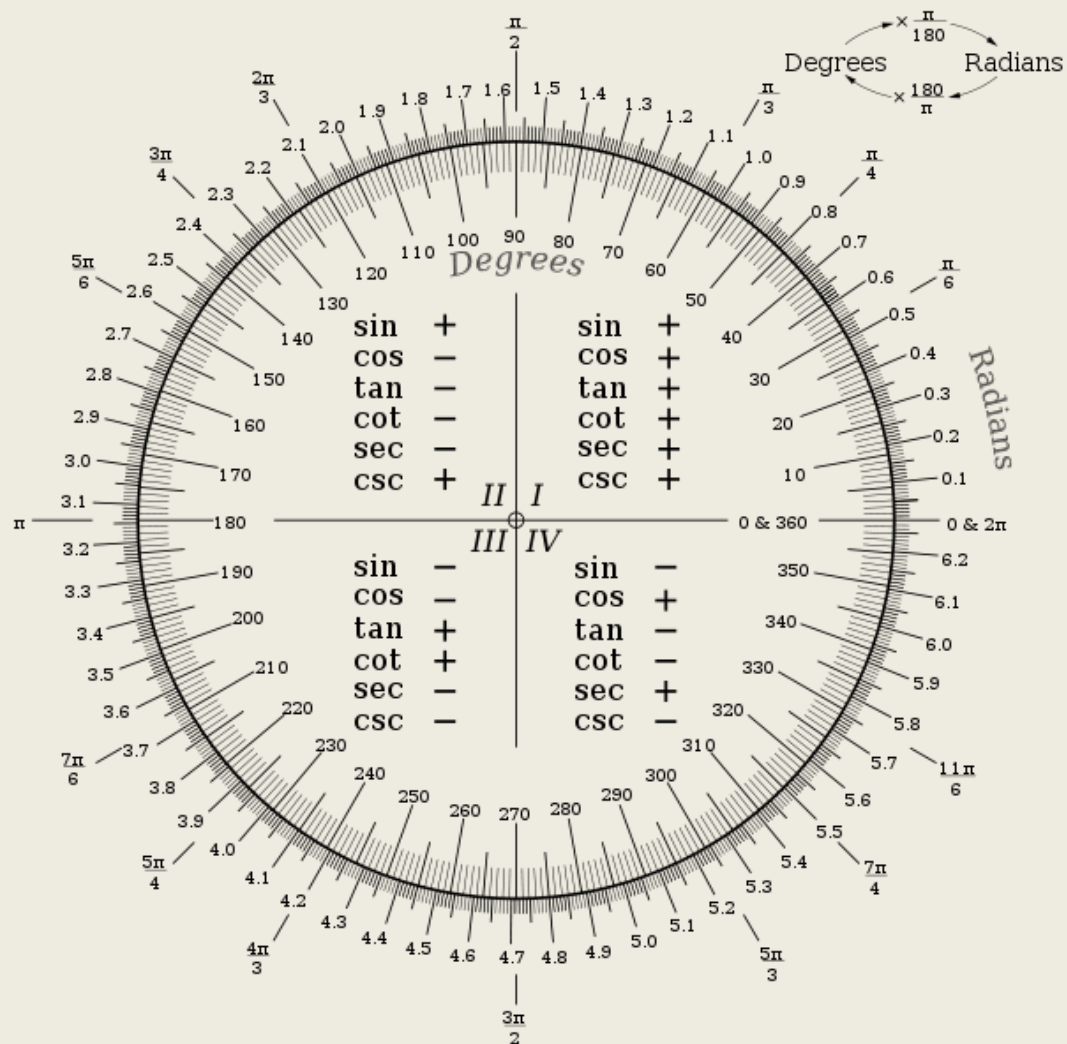 π/2
× π/180
Degrees Radians
× 180/π
2π/3
π/3
3π/4
π/4
5π/6
π/6
π
0 & 2π
7π/6
11π/6
5π/4
7π/4
4π/3
5π/3
3π/2
1.6 1.5 1.4 1.3 1.2 1.1 1.0 0.9 0.8 0.7 0.6 0.5 0.4 0.3 0.2 0.1
1.7 1.8 1.9 2.0 2.1 2.2 2.3 2.4 2.5 2.6 2.7 2.8 2.9 3.0 3.1
3.2 3.3 3.4 3.5 3.6 3.7 3.8 3.9 4.0 4.1 4.2 4.3 4.4 4.5 4.6 4.7
4.8 4.9 5.0 5.1 5.2 5.3 5.4 5.5 5.6 5.7 5.8 5.9 6.0 6.1 6.2
Radians
0 & 360 10 20 30 40 50 60 70 80 90
100 110 120 130 140 150 160 170 180
190 200 210 220 230 240 250 260 270
280 290 300 310 320 330 340 350
Degrees
sin + sin +
cos − cos +
tan − tan +
cot − cot +
sec − sec +
csc + csc +
II I
III IV
sin − sin −
cos − cos +
tan + tan −
cot + cot −
sec − sec +
csc − csc −